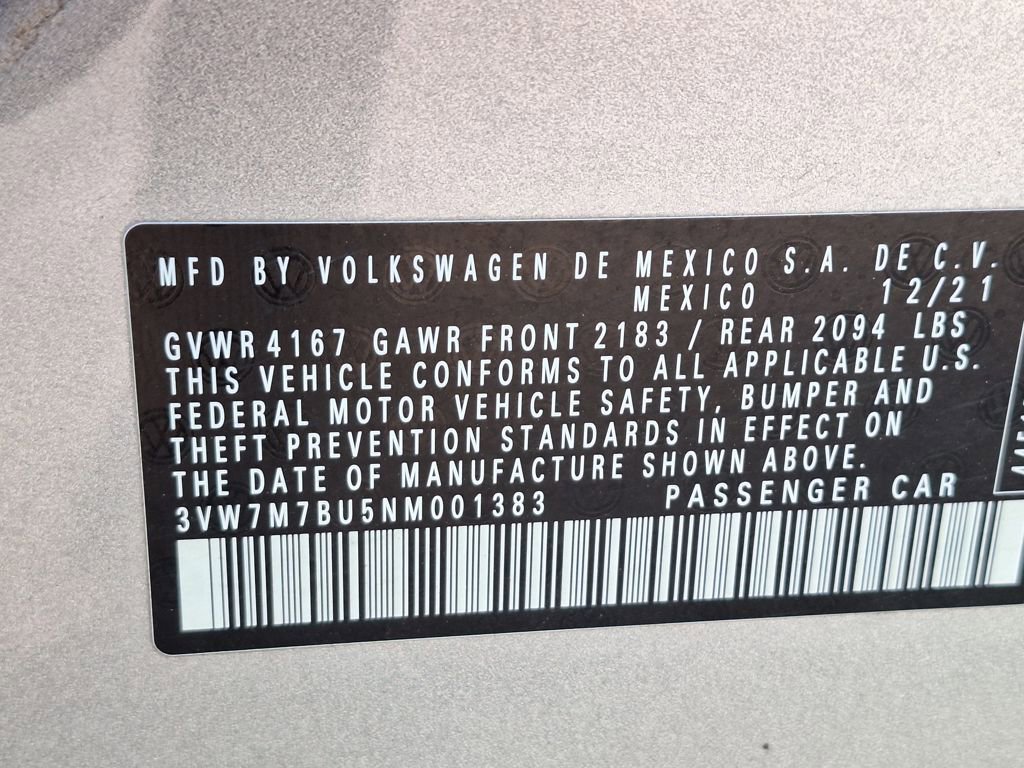 MFD BY VOLKSWAGEN DE MEXICO S.A. DE C.V.
MEXICO 12/21
GVWR 4167 GAWR FRONT 2183 / REAR 2094 LBS
THIS VEHICLE CONFORMS TO ALL APPLICABLE U.S.
FEDERAL MOTOR VEHICLE SAFETY, BUMPER AND
THEFT PREVENTION STANDARDS IN EFFECT ON
THE DATE OF MANUFACTURE SHOWN ABOVE.
3VW7M7BU5NM001383 PASSENGER CAR